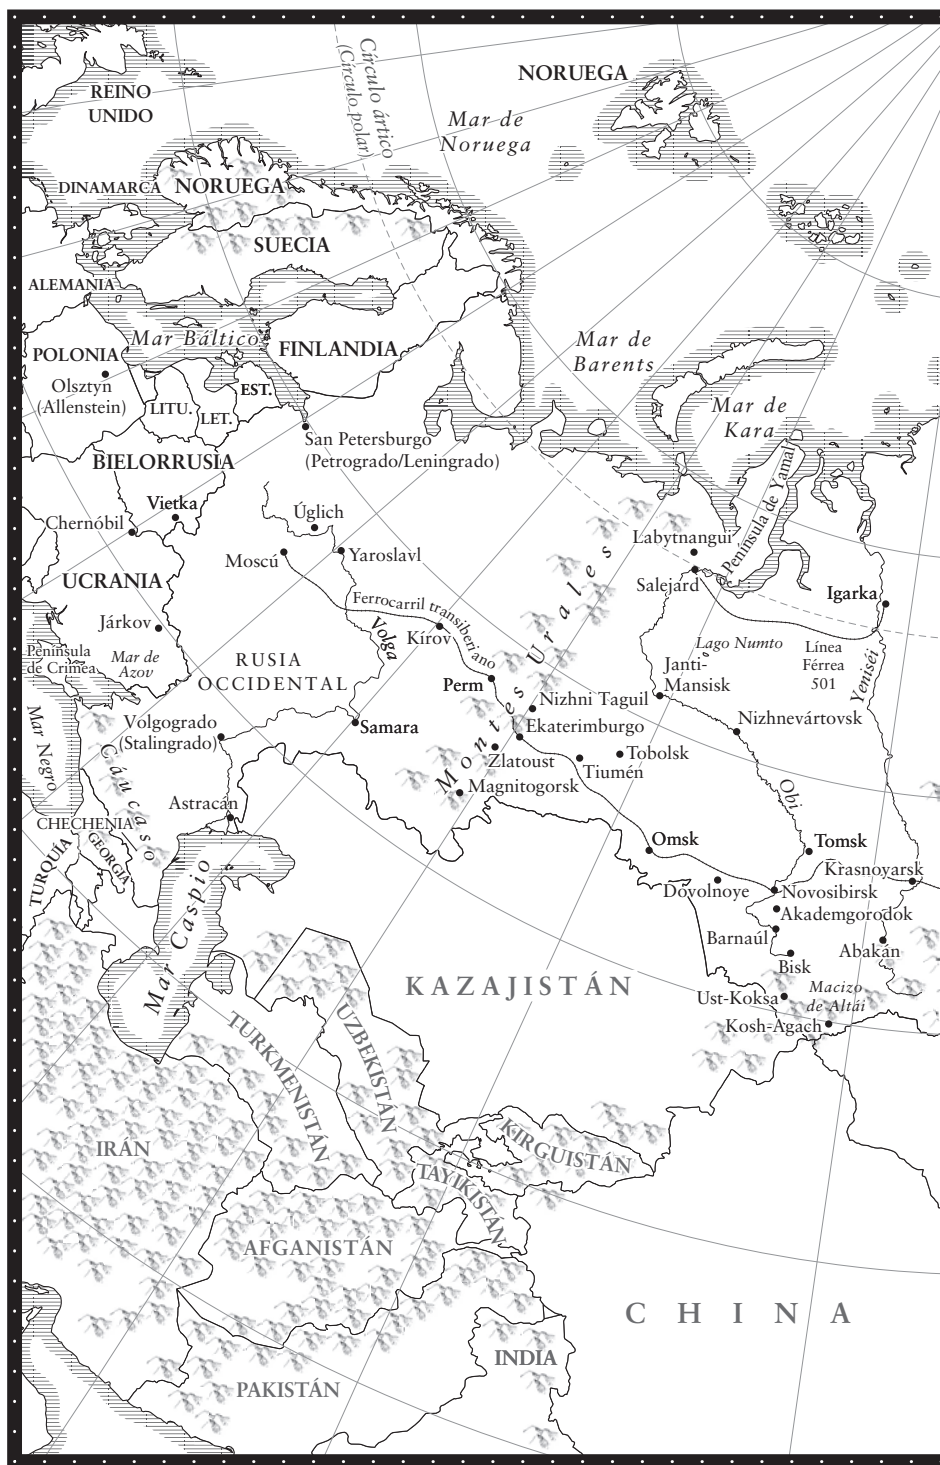 REINO
UNIDO
Círculo ártico
(Círculo polar)
NORUEGA
Mar de
Noruega
DINAMARCA
NORUEGA
SUECIA
ALEMANIA
Mar Báltico
FINLANDIA
Mar de
Barents
POLONIA
Olsztyn
(Allenstein)
LITU.
LET.
EST.
Mar de
Kara
San Petersburgo
(Petrogrado/Leningrado)
BIELORRUSIA
Península de Yamal
Vietka
Chernóbil
Úglich
Moscú
Yaroslavl
Labytnangui
Salejard
Igarka
UCRANIA
Járkov
Ferrocarril transiberiano
Volga
Kírov
Montes Urales
Lago Numto
Línea
Férrea
501
Yeniséi
Península
de Crimea
Mar de
Azov
RUSIA
OCCIDENTAL
Perm
Janti-
Mansisk
Mar Negro
Volgogrado
(Stalingrado)
Samara
Nizhni Taguil
Ekaterimburgo
Nizhnevártovsk
Zlatoust
Tobolsk
Tiumén
Magnitogorsk
Obi
Cáucaso
Astracán
CHECHENIA
GEORGIA
TURQUÍA
Omsk
Tomsk
Krasnoyarsk
Dovolnoye
Novosibirsk
Akademgorodok
Barnaúl
Abakán
Bisk
Mar Caspio
KAZAJISTÁN
Ust-Koksa
Macizo
de Altái
Kosh-Agach
TURKMENISTÁN
UZBEKISTÁN
IRÁN
KIRGUISTÁN
TAYIKISTÁN
AFGANISTÁN
CHINA
INDIA
PAKISTÁN